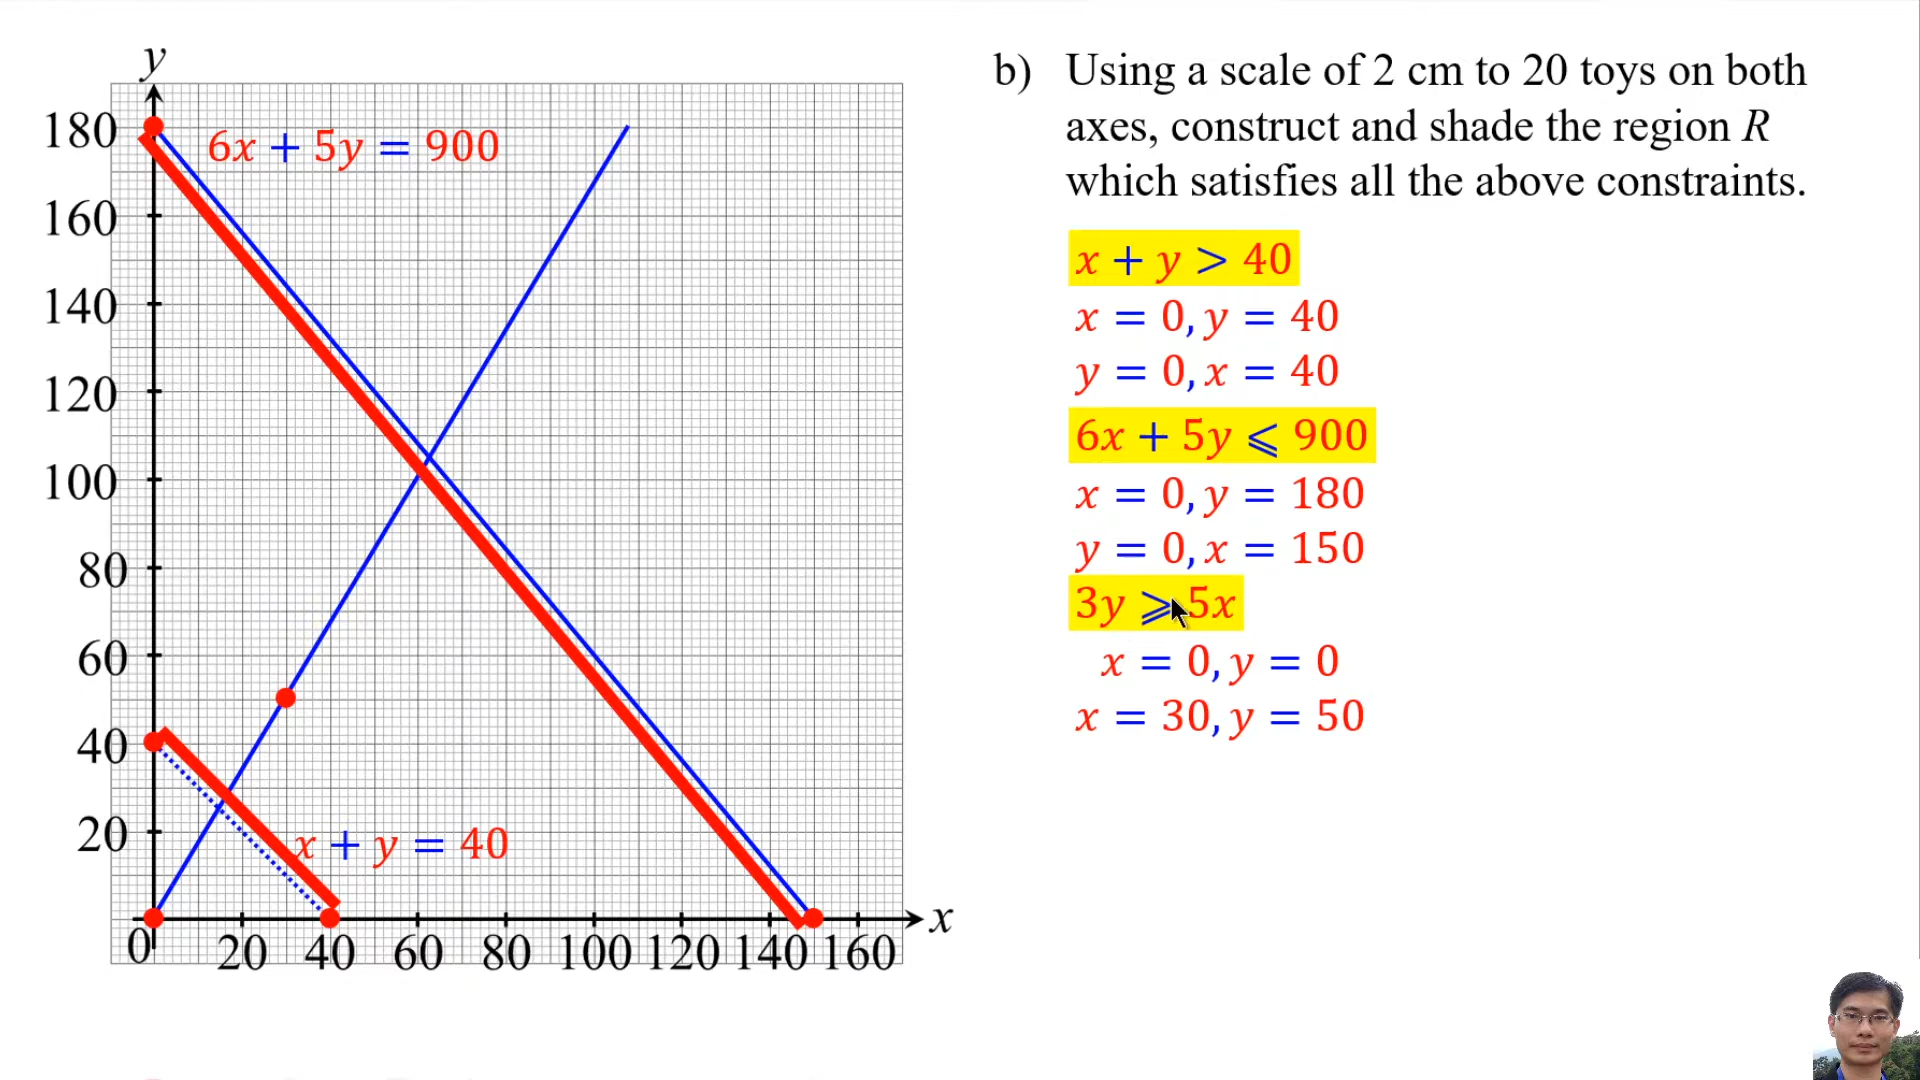 y
180
160
140
120
100
80
60
40
20
0 20 40 60 80 100 120 140 160 x
6x + 5y = 900
x + y = 40
b) Using a scale of 2 cm to 20 toys on both
axes, construct and shade the region R
which satisfies all the above constraints.
x + y > 40
x = 0, y = 40
y = 0, x = 40
6x + 5y ⩽ 900
x = 0, y = 180
y = 0, x = 150
3y ⩾ 5x
x = 0, y = 0
x = 30, y = 50